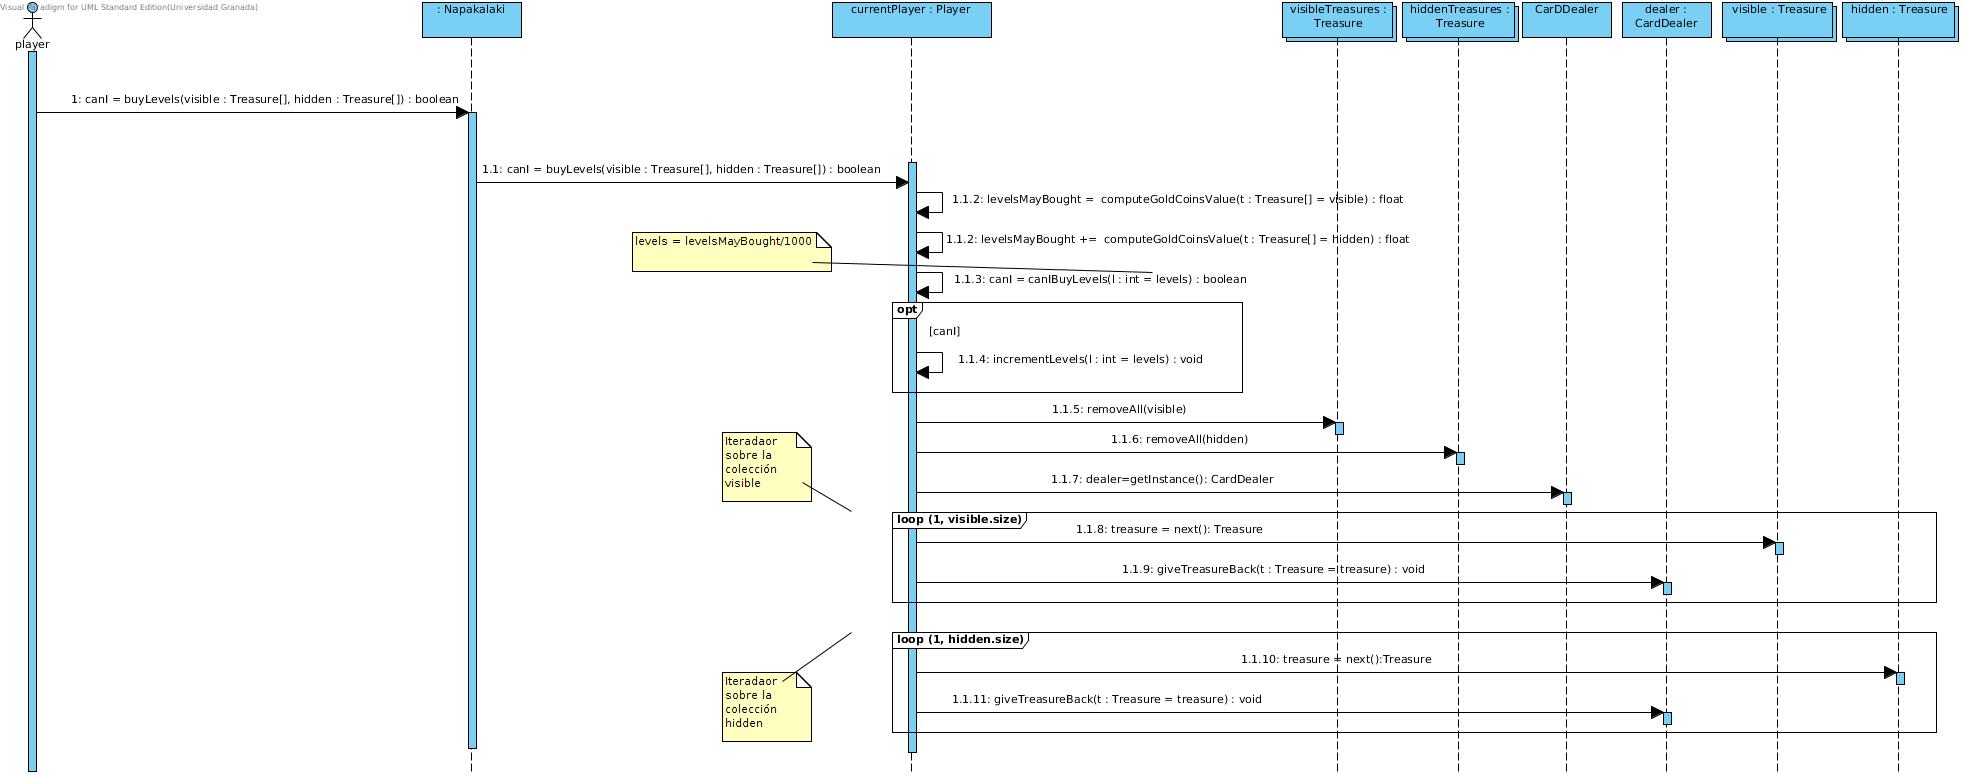 Visual Paradigm for UML Standard Edition(Universidad Granada)
player
: Napakalaki
currentPlayer : Player
visibleTreasures :
Treasure
hiddenTreasures :
Treasure
CarDDealer
dealer :
CardDealer
visible : Treasure
hidden : Treasure
1: canI = buyLevels(visible : Treasure[], hidden : Treasure[]) : boolean
1.1: canI = buyLevels(visible : Treasure[], hidden : Treasure[]) : boolean
1.1.2: levelsMayBought =  computeGoldCoinsValue(t : Treasure[] = visible) : float
levels = levelsMayBought/1000
1.1.2: levelsMayBought +=  computeGoldCoinsValue(t : Treasure[] = hidden) : float
1.1.3: canI = canIBuyLevels(l : int = levels) : boolean
opt
[canI]
1.1.4: incrementLevels(l : int = levels) : void
1.1.5: removeAll(visible)
1.1.6: removeAll(hidden)
Iteradaor
sobre la
colección
visible
1.1.7: dealer=getInstance(): CardDealer
loop (1, visible.size)
1.1.8: treasure = next(): Treasure
1.1.9: giveTreasureBack(t : Treasure = treasure) : void
loop (1, hidden.size)
1.1.10: treasure = next():Treasure
Iteradaor
sobre la
colección
hidden
1.1.11: giveTreasureBack(t : Treasure = treasure) : void